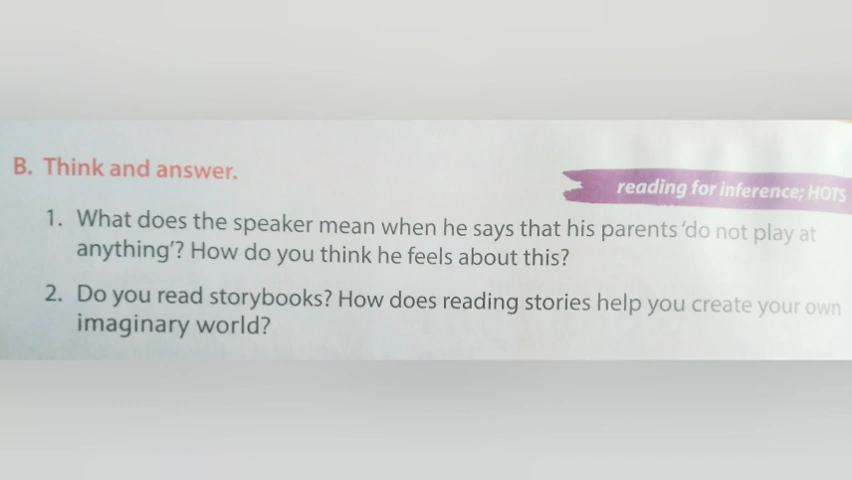 B. Think and answer.
reading for inference; HOTS
1. What does the speaker mean when he says that his parents ‘do not play at
anything’? How do you think he feels about this?
2. Do you read storybooks? How does reading stories help you create your own
imaginary world?